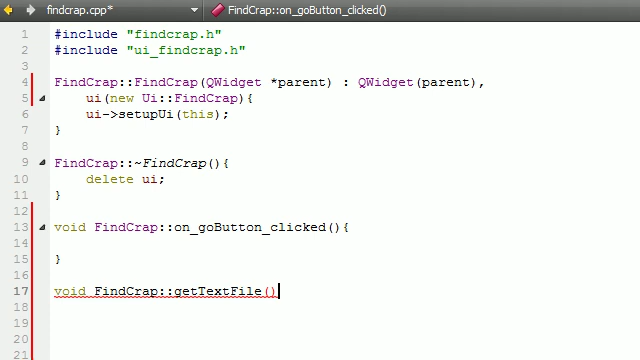 findcrap.cpp* FindCrap::on_goButton_clicked()
1 #include "findcrap.h"
2 #include "ui_findcrap.h"
3
4 FindCrap::FindCrap(QWidget *parent) : QWidget(parent),
5 ui(new Ui::FindCrap){
6 ui->setupUi(this);
7 }
8
9 FindCrap::~FindCrap(){
10 delete ui;
11 }
12
13 void FindCrap::on_goButton_clicked(){
14
15 }
16
17 void FindCrap::getTextFile()
18
19
20
21